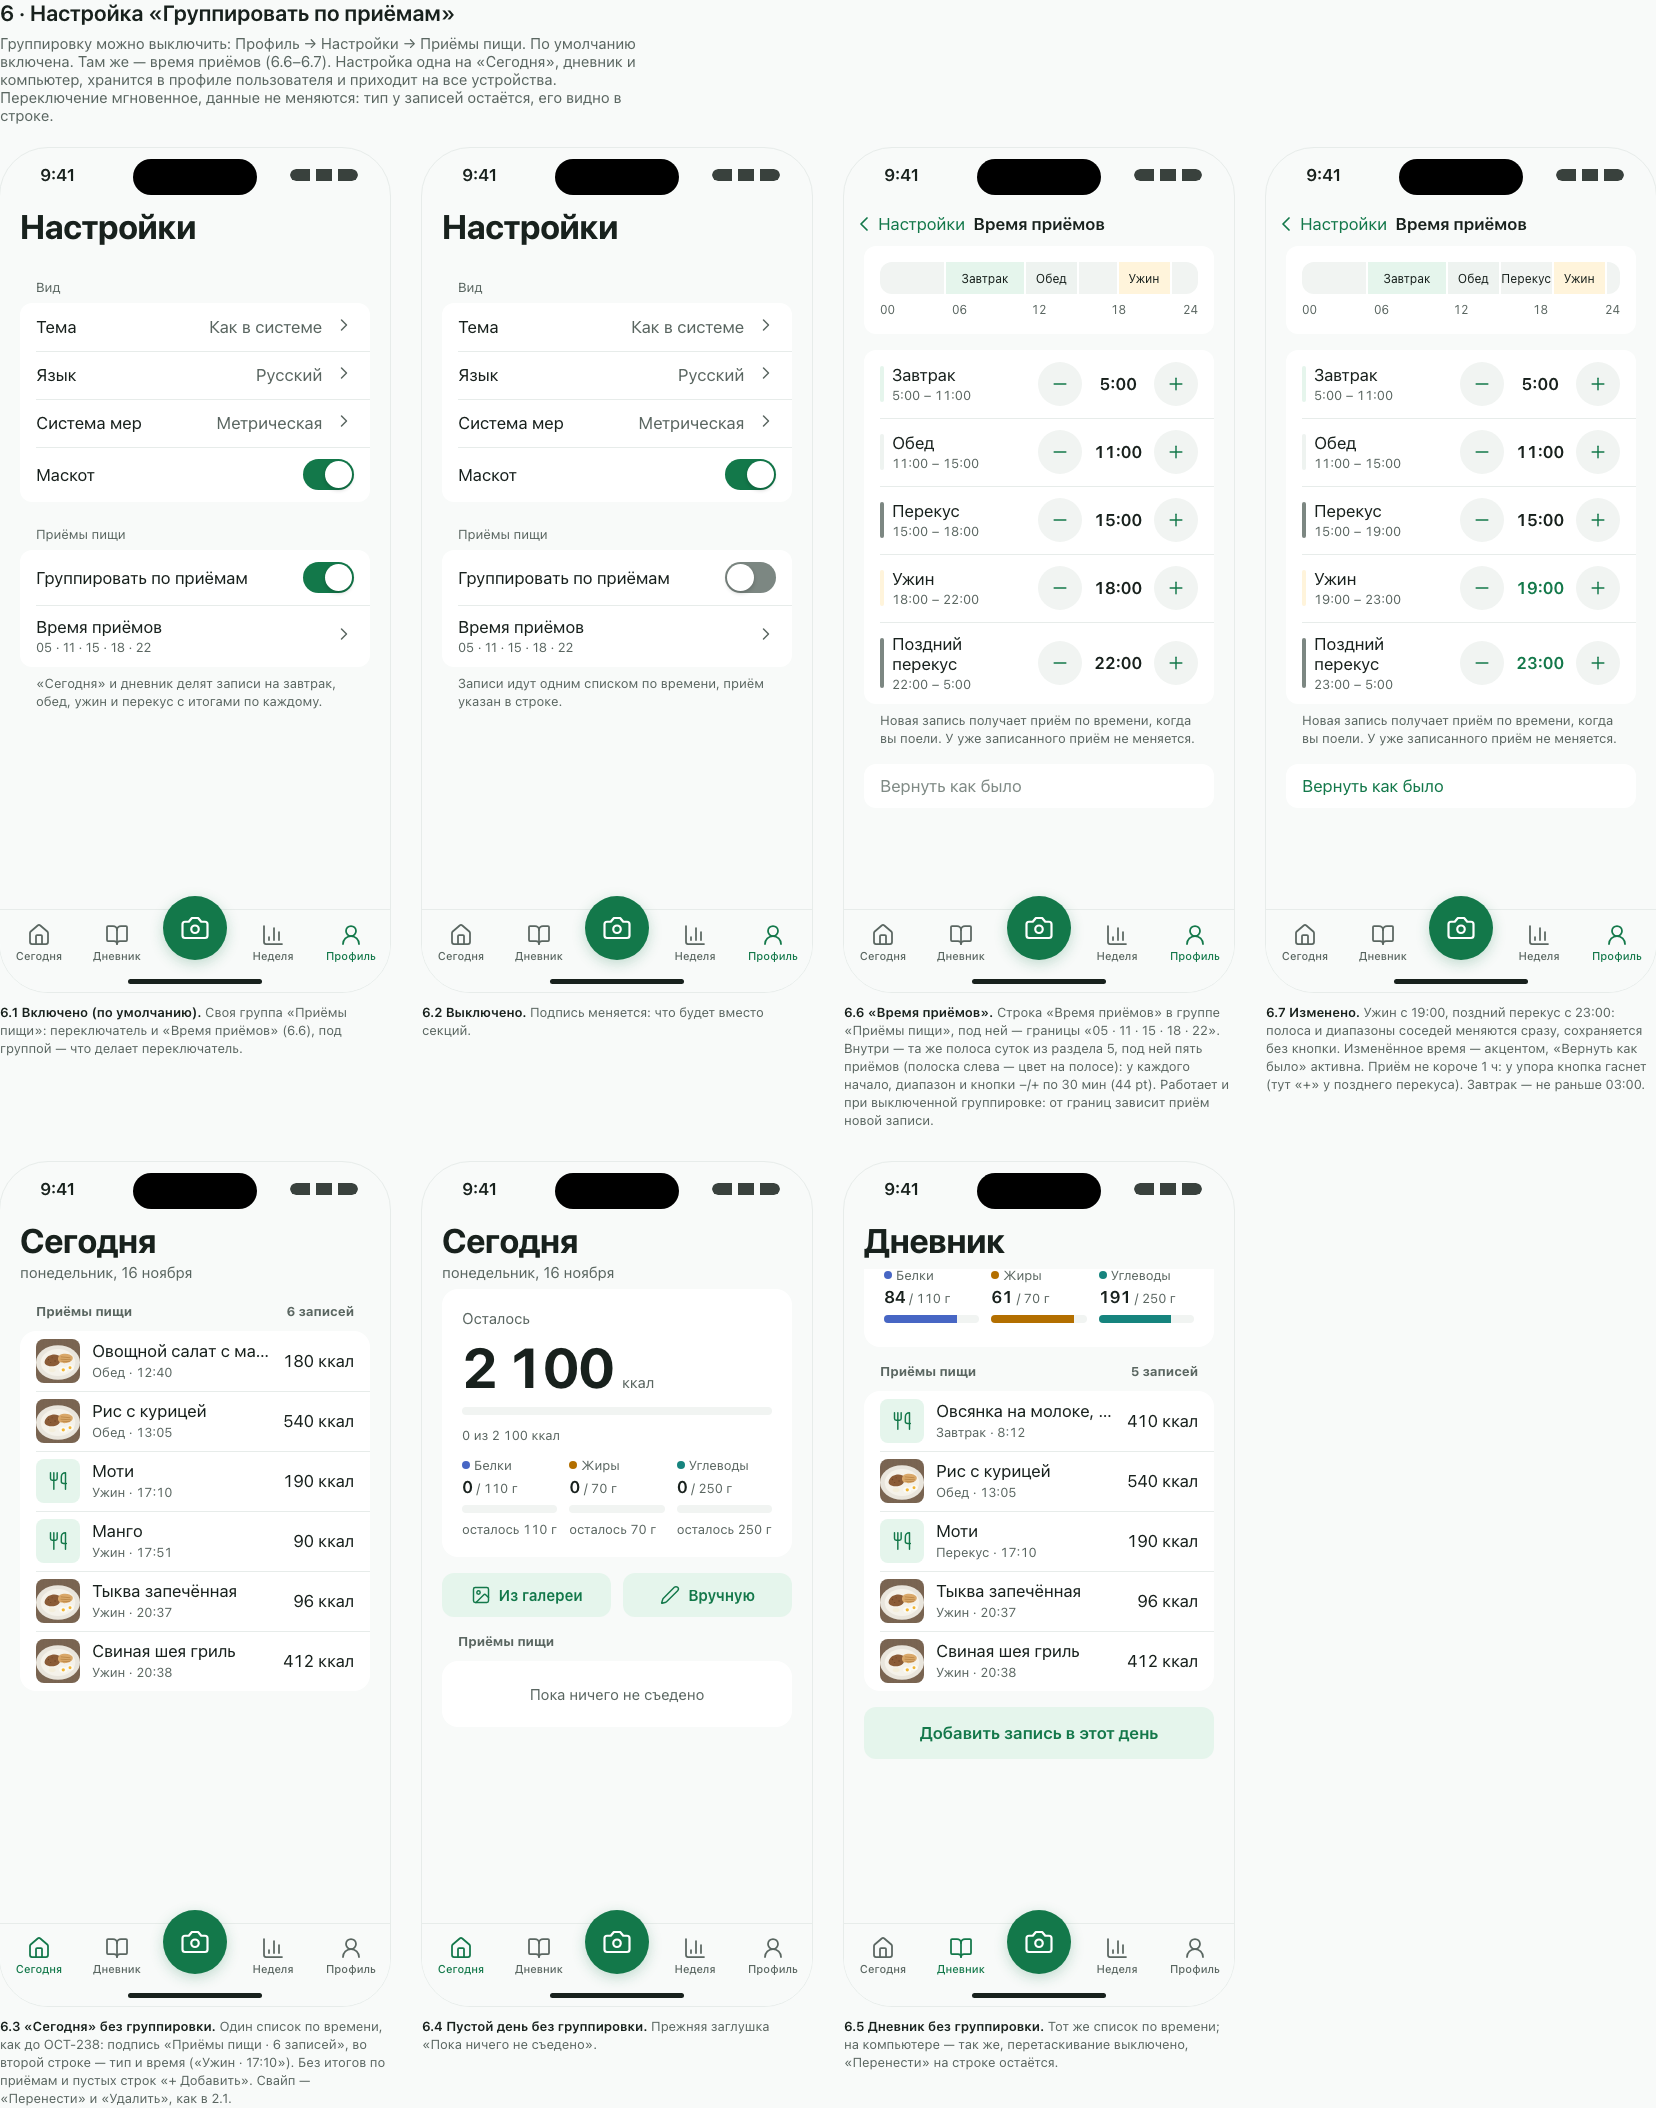 6 · Настройка «Группировать по приёмам»
Группировку можно выключить: Профиль → Настройки → Приёмы пищи. По умолчанию
включена. Там же — время приёмов (6.6–6.7). Настройка одна на «Сегодня», дневник и
компьютер, хранится в профиле пользователя и приходит на все устройства.
Переключение мгновенное, данные не меняются: тип у записей остаётся, его видно в
строке.
9:41
Настройки
Вид
Тема Как в системе
Язык Русский
Система мер Метрическая
Маскот
Приёмы пищи
Группировать по приёмам
Время приёмов
05 · 11 · 15 · 18 · 22
«Сегодня» и дневник делят записи на завтрак,
обед, ужин и перекус с итогами по каждому.
Сегодня Дневник Неделя Профиль
6.1 Включено (по умолчанию). Своя группа «Приёмы
пищи»: переключатель и «Время приёмов» (6.6), под
группой — что делает переключатель.
9:41
Настройки
Вид
Тема Как в системе
Язык Русский
Система мер Метрическая
Маскот
Приёмы пищи
Группировать по приёмам
Время приёмов
05 · 11 · 15 · 18 · 22
Записи идут одним списком по времени, приём
указан в строке.
Сегодня Дневник Неделя Профиль
6.2 Выключено. Подпись меняется: что будет вместо
секций.
9:41
Настройки Время приёмов
Завтрак Обед Ужин
00 06 12 18 24
Завтрак
5:00 – 11:00
− 5:00 +
Обед
11:00 – 15:00
− 11:00 +
Перекус
15:00 – 18:00
− 15:00 +
Ужин
18:00 – 22:00
− 18:00 +
Поздний
перекус
22:00 – 5:00
− 22:00 +
Новая запись получает приём по времени, когда
вы поели. У уже записанного приём не меняется.
Вернуть как было
Сегодня Дневник Неделя Профиль
6.6 «Время приёмов». Строка «Время приёмов» в группе
«Приёмы пищи», под ней — границы «05 · 11 · 15 · 18 · 22».
Внутри — та же полоса суток из раздела 5, под ней пять
приёмов (полоска слева — цвет на полосе): у каждого
начало, диапазон и кнопки −/+ по 30 мин (44 pt). Работает и
при выключенной группировке: от границ зависит приём
новой записи.
9:41
Настройки Время приёмов
Завтрак Обед Перекус Ужин
00 06 12 18 24
Завтрак
5:00 – 11:00
− 5:00 +
Обед
11:00 – 15:00
− 11:00 +
Перекус
15:00 – 19:00
− 15:00 +
Ужин
19:00 – 23:00
− 19:00 +
Поздний
перекус
23:00 – 5:00
− 23:00 +
Новая запись получает приём по времени, когда
вы поели. У уже записанного приём не меняется.
Вернуть как было
Сегодня Дневник Неделя Профиль
6.7 Изменено. Ужин с 19:00, поздний перекус с 23:00:
полоса и диапазоны соседей меняются сразу, сохраняется
без кнопки. Изменённое время — акцентом, «Вернуть как
было» активна. Приём не короче 1 ч: у упора кнопка гаснет
(тут «+» у позднего перекуса). Завтрак — не раньше 03:00.
9:41
Сегодня
понедельник, 16 ноября
Приёмы пищи 6 записей
Овощной салат с ма... 180 ккал
Обед · 12:40
Рис с курицей 540 ккал
Обед · 13:05
Моти 190 ккал
Ужин · 17:10
Манго 90 ккал
Ужин · 17:51
Тыква запечённая 96 ккал
Ужин · 20:37
Свиная шея гриль 412 ккал
Ужин · 20:38
Сегодня Дневник Неделя Профиль
6.3 «Сегодня» без группировки. Один список по времени,
как до ОСТ-238: подпись «Приёмы пищи · 6 записей», во
второй строке — тип и время («Ужин · 17:10»). Без итогов по
приёмам и пустых строк «+ Добавить». Свайп —
«Перенести» и «Удалить», как в 2.1.
9:41
Сегодня
понедельник, 16 ноября
Осталось
2 100 ккал
0 из 2 100 ккал
Белки Жиры Углеводы
0 / 110 г 0 / 70 г 0 / 250 г
осталось 110 г осталось 70 г осталось 250 г
Из галереи Вручную
Приёмы пищи
Пока ничего не съедено
Сегодня Дневник Неделя Профиль
6.4 Пустой день без группировки. Прежняя заглушка
«Пока ничего не съедено».
9:41
Дневник
Белки Жиры Углеводы
84 / 110 г 61 / 70 г 191 / 250 г
Приёмы пищи 5 записей
Овсянка на молоке, ... 410 ккал
Завтрак · 8:12
Рис с курицей 540 ккал
Обед · 13:05
Моти 190 ккал
Перекус · 17:10
Тыква запечённая 96 ккал
Ужин · 20:37
Свиная шея гриль 412 ккал
Ужин · 20:38
Добавить запись в этот день
Сегодня Дневник Неделя Профиль
6.5 Дневник без группировки. Тот же список по времени;
на компьютере — так же, перетаскивание выключено,
«Перенести» на строке остаётся.